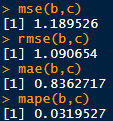 > mse(b,c)
[1] 1.189526
> rmse(b,c)
[1] 1.090654
> mae(b,c)
[1] 0.8362717
> mape(b,c)
[1] 0.0319527